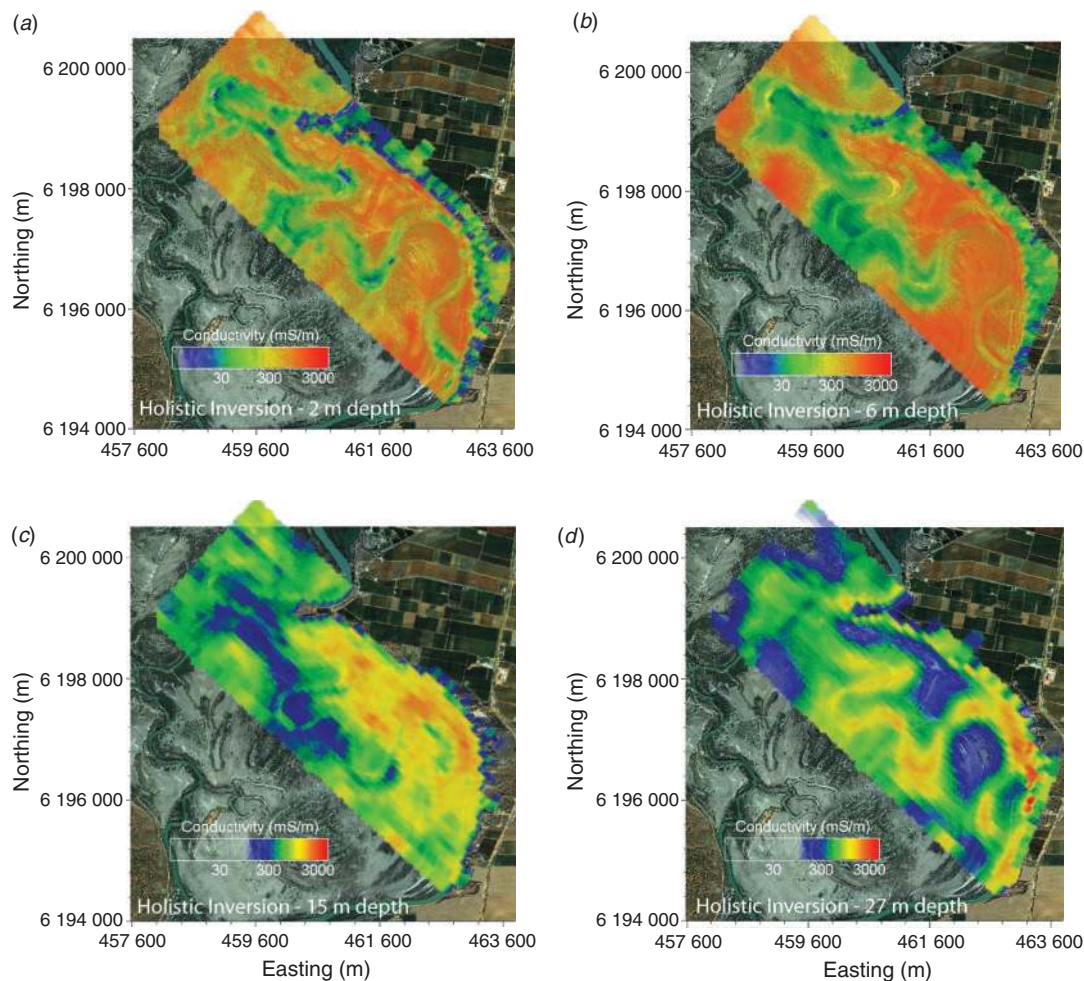 (a)
(b)
Northing (m)
6 200 000
6 198 000
6 196 000
6 194 000
Conductivity (mS/m)
30 300 3000
Holistic Inversion - 2 m depth
457 600 459 600 461 600 463 600
Northing (m)
6 200 000
6 198 000
6 196 000
6 194 000
Conductivity (mS/m)
30 300 3000
Holistic Inversion - 6 m depth
457 600 459 600 461 600 463 600
(c)
(d)
Northing (m)
6 200 000
6 198 000
6 196 000
6 194 000
Conductivity (mS/m)
30 300 3000
Holistic Inversion - 15 m depth
457 600 459 600 461 600 463 600
Easting (m)
Northing (m)
6 200 000
6 198 000
6 196 000
6 194 000
Conductivity (mS/m)
30 300 3000
Holistic Inversion - 27 m depth
457 600 459 600 461 600 463 600
Easting (m)